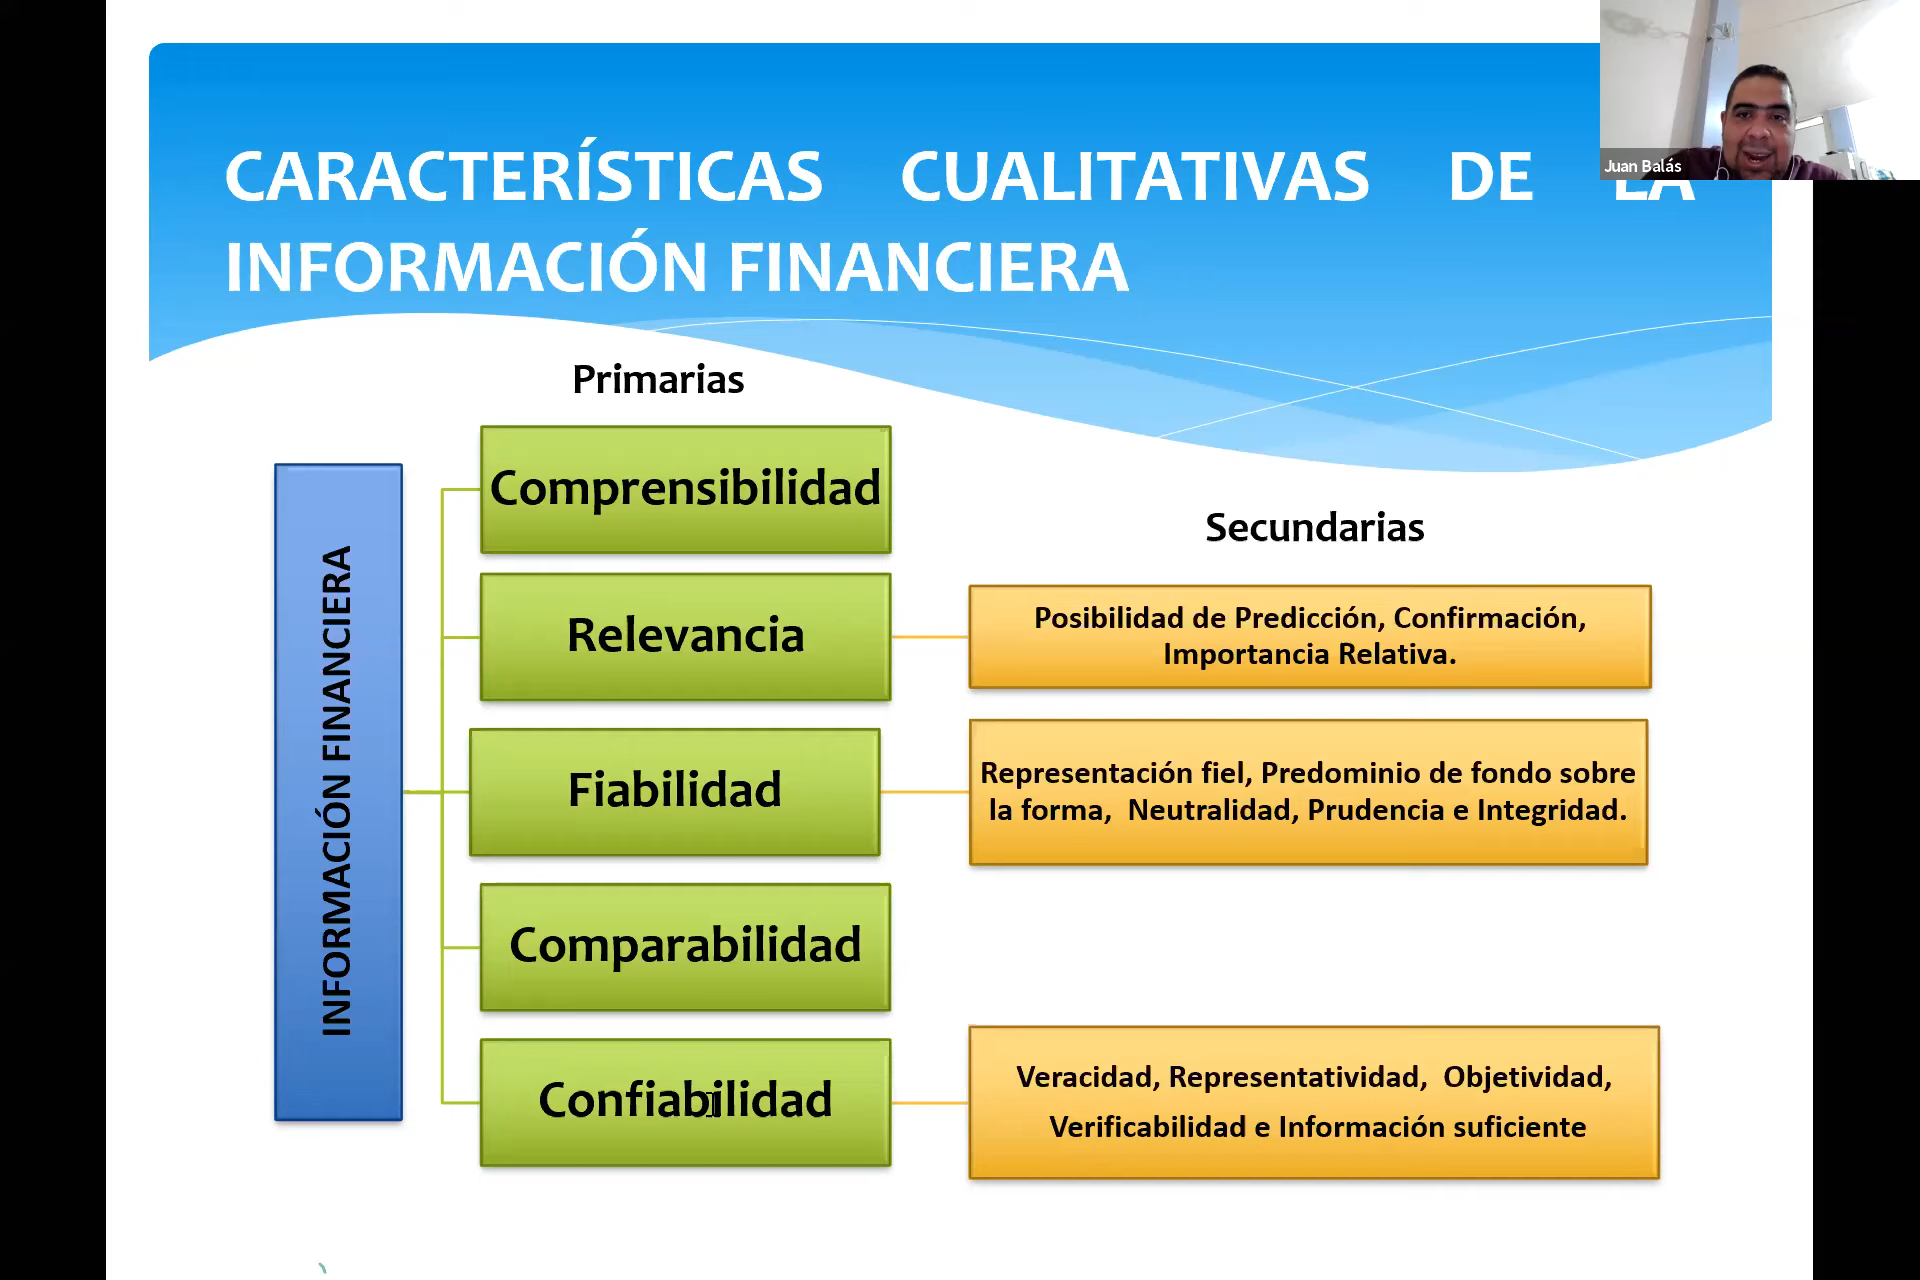 Juan Balás
CARACTERÍSTICAS CUALITATIVAS DE LA
INFORMACIÓN FINANCIERA
Primarias
Secundarias
INFORMACIÓN FINANCIERA
Comprensibilidad
Relevancia
Posibilidad de Predicción, Confirmación,
Importancia Relativa.
Fiabilidad
Representación fiel, Predominio de fondo sobre
la forma, Neutralidad, Prudencia e Integridad.
Comparabilidad
Confiabilidad
Veracidad, Representatividad, Objetividad,
Verificabilidad e Información suficiente